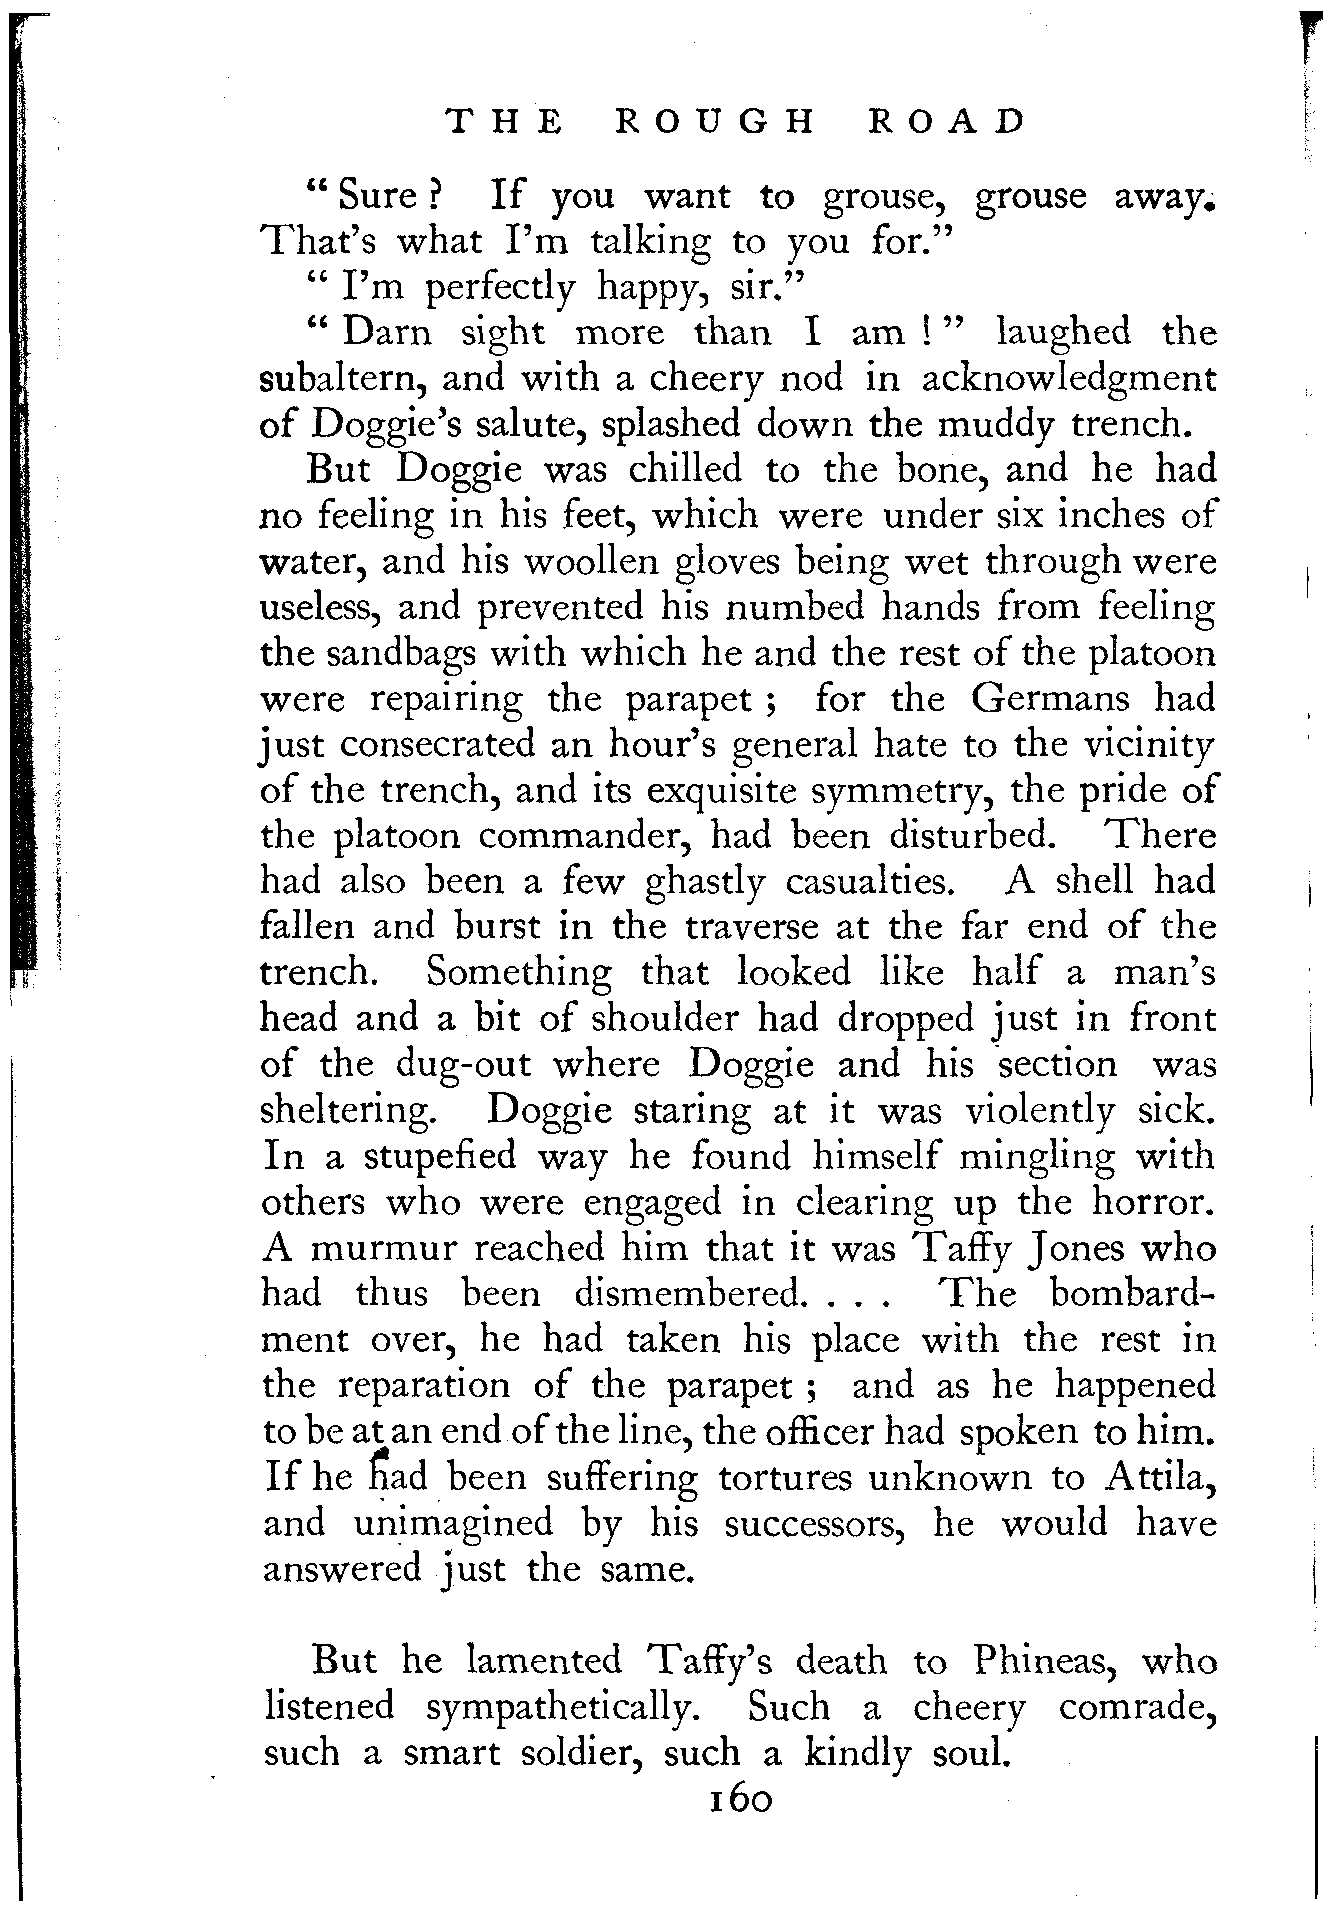 THE ROUGH ROAD
“ Sure ? If you want to grouse, grouse away.
That’s what I’m talking to you for.”
“ I’m perfectly happy, sir.”
“ Darn sight more than I am ! ” laughed the
subaltern, and with a cheery nod in acknowledgment
of Doggie’s salute, splashed down the muddy trench.
But Doggie was chilled to the bone, and he had
no feeling in his feet, which were under six inches of
water, and his woollen gloves being wet through were
useless, and prevented his numbed hands from feeling
the sandbags with which he and the rest of the platoon
were repairing the parapet ; for the Germans had
just consecrated an hour’s general hate to the vicinity
of the trench, and its exquisite symmetry, the pride of
the platoon commander, had been disturbed. There
had also been a few ghastly casualties. A shell had
fallen and burst in the traverse at the far end of the
trench. Something that looked like half a man’s
head and a bit of shoulder had dropped just in front
of the dug-out where Doggie and his section was
sheltering. Doggie staring at it was violently sick.
In a stupefied way he found himself mingling with
others who were engaged in clearing up the horror.
A murmur reached him that it was Taffy Jones who
had thus been dismembered. . . . The bombard-
ment over, he had taken his place with the rest in
the reparation of the parapet ; and as he happened
to be at an end of the line, the officer had spoken to him.
If he had been suffering tortures unknown to Attila,
and unimagined by his successors, he would have
answered just the same.
But he lamented Taffy’s death to Phineas, who
listened sympathetically. Such a cheery comrade,
such a smart soldier, such a kindly soul.
160